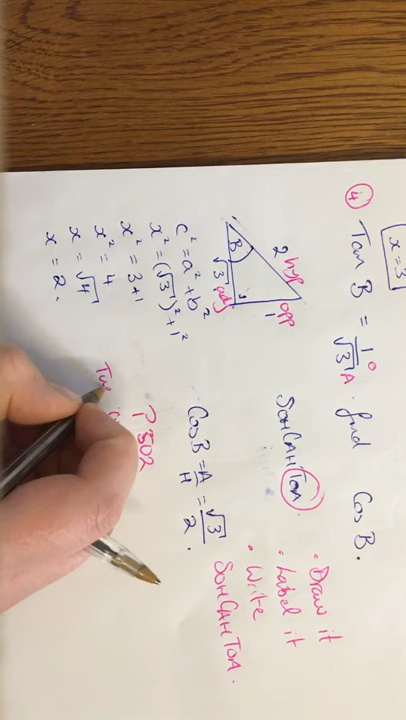 x = 3
④ Tan B = 1 O / √3 A . find Cos B.
2 hyp
opp
1
B
√3 (adj)
SOHCAHTOA.
• Draw it
• Label it
• Write
SOHCAHTOA.
c² = a² + b²
x² = (√3)² + 1²
x² = 3 + 1
x² = 4
x = √4
x = 2.
Cos B = A / H = √3 / 2 .
P302